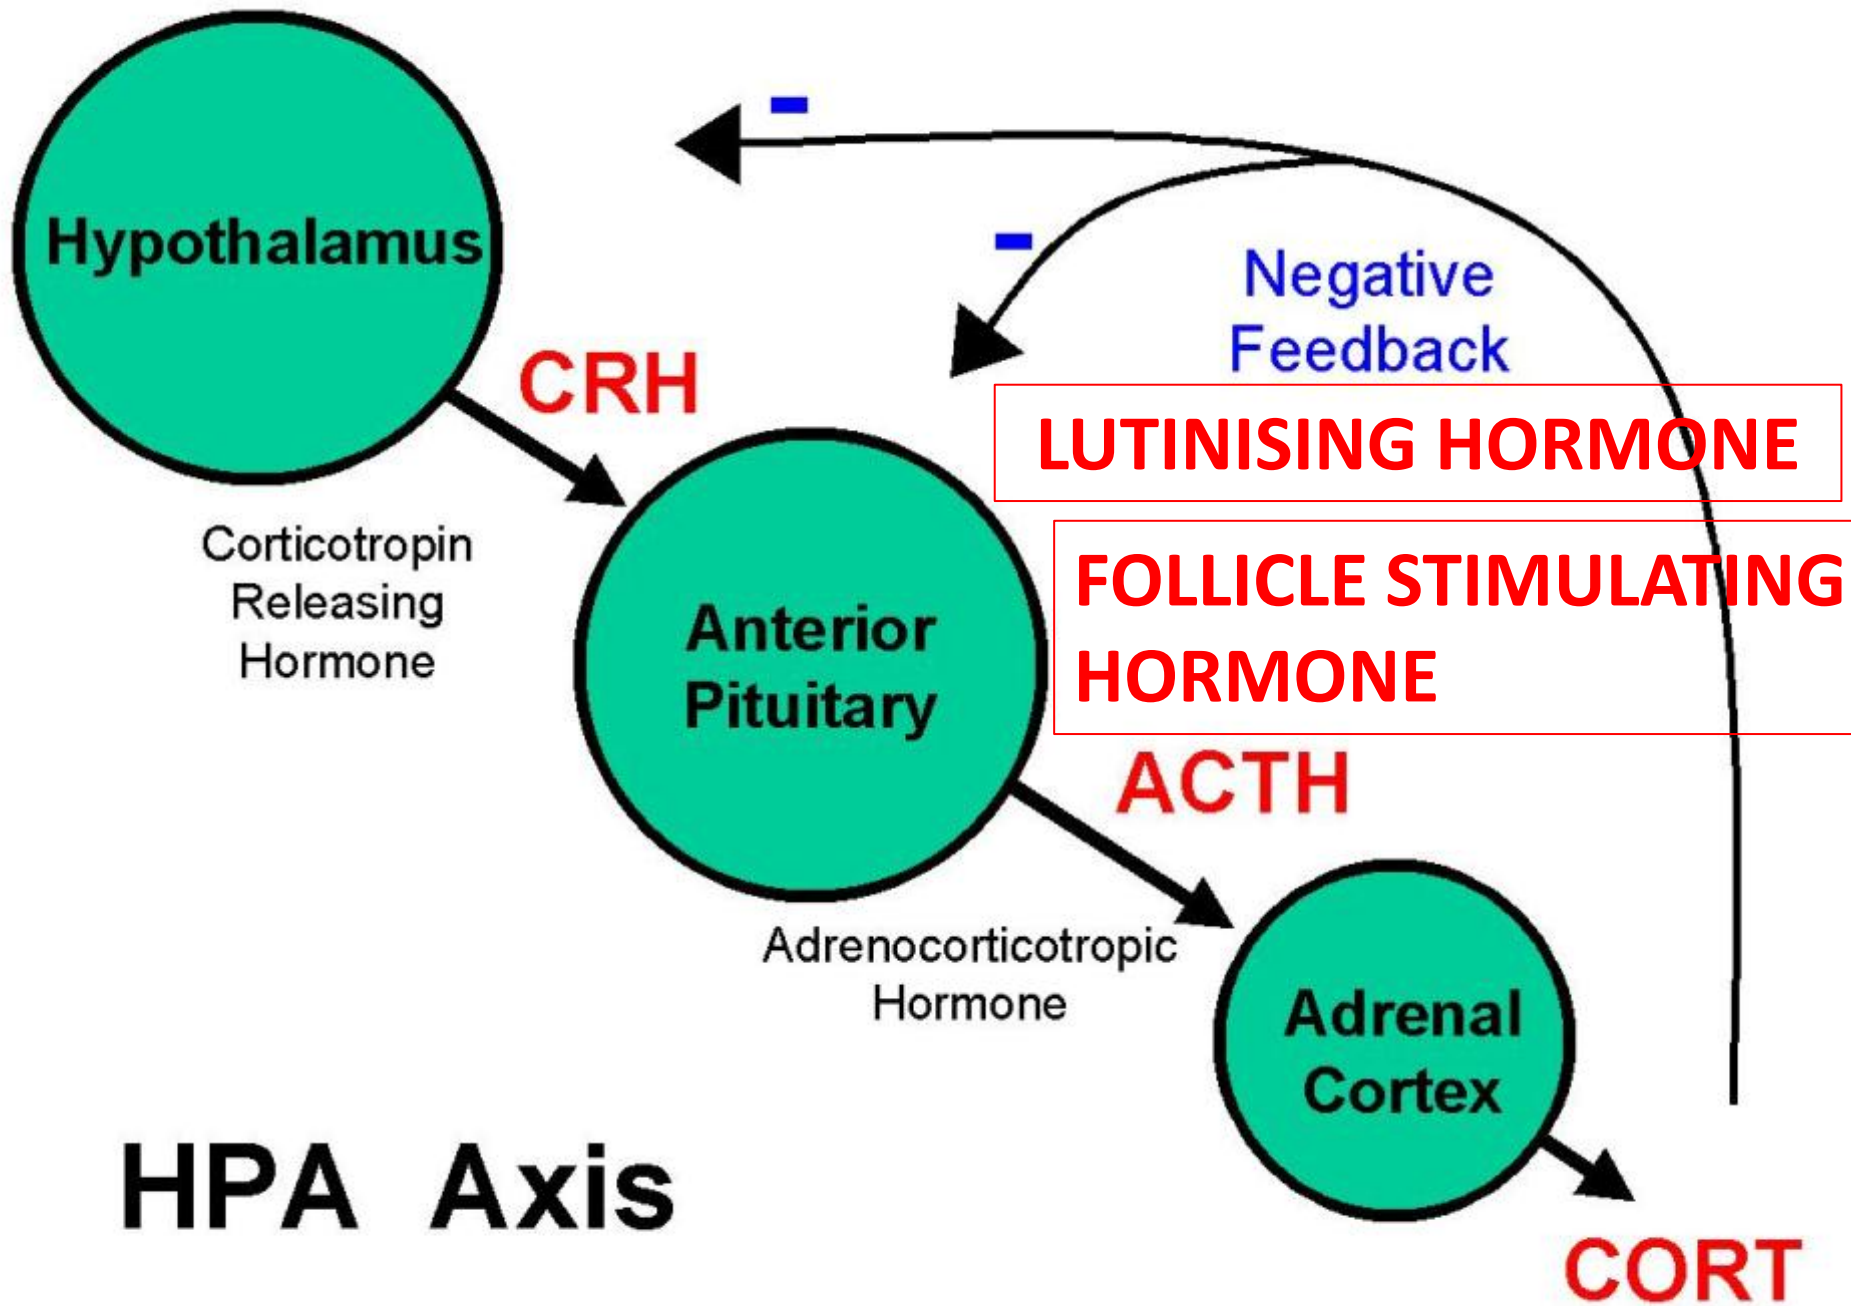 -
-
Hypothalamus
Negative
Feedback
CRH
LUTINISING HORMONE
Corticotropin
Releasing
Hormone
FOLLICLE STIMULATING
HORMONE
Anterior
Pituitary
ACTH
Adrenocorticotropic
Hormone
Adrenal
Cortex
HPA Axis
CORT